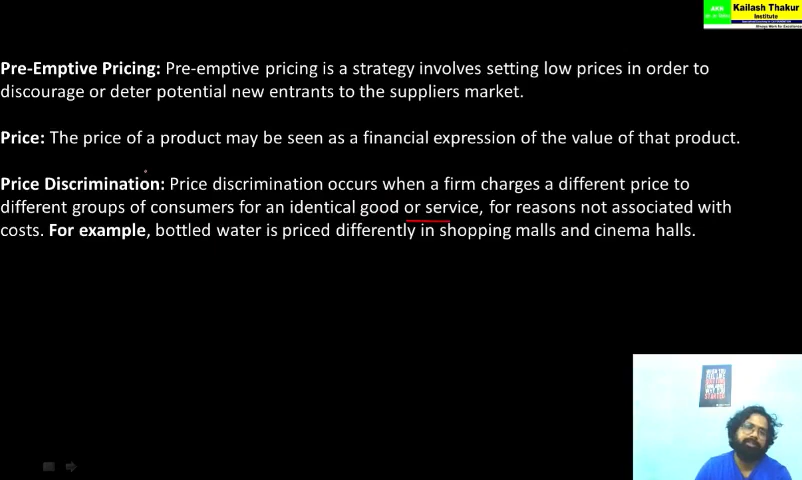 Kailash Thakur
Institute
Always Work for Excellence
Pre-Emptive Pricing: Pre-emptive pricing is a strategy involves setting low prices in order to
discourage or deter potential new entrants to the suppliers market.
Price: The price of a product may be seen as a financial expression of the value of that product.
Price Discrimination: Price discrimination occurs when a firm charges a different price to
different groups of consumers for an identical good or service, for reasons not associated with
costs. For example, bottled water is priced differently in shopping malls and cinema halls.